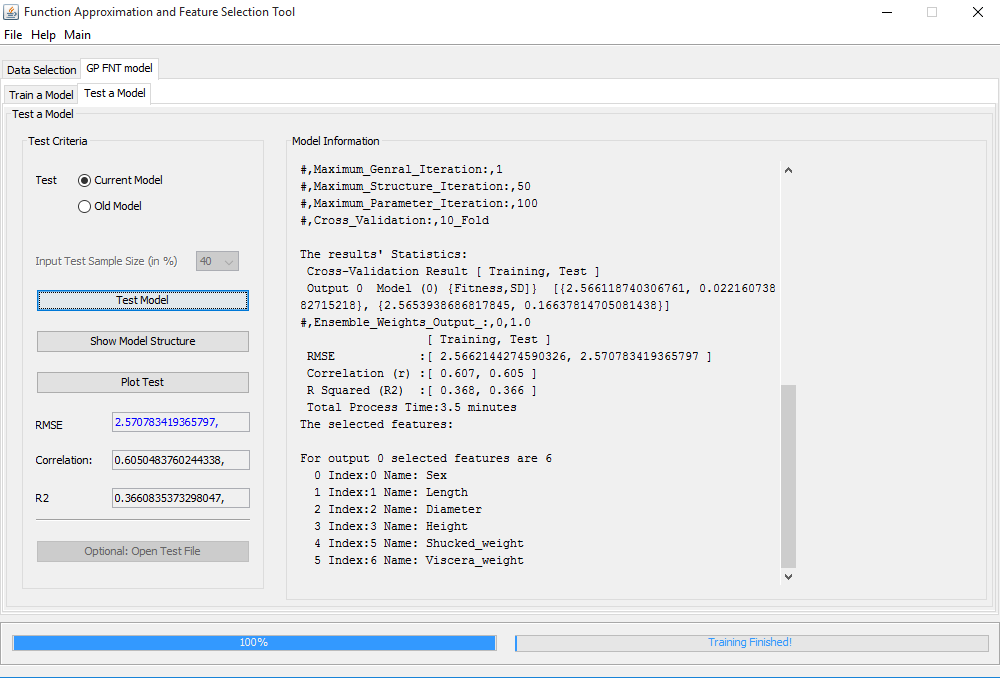 Function Approximation and Feature Selection Tool
File Help Main
Data Selection GP FNT model
Train a Model Test a Model
Test a Model
Test Criteria
Test Current Model
Old Model
Input Test Sample Size (in %) 40
Test Model
Show Model Structure
Plot Test
RMSE 2.570783419365797,
Correlation: 0.6050483760244338,
R2 0.3660835373298047,
Optional: Open Test File
Model Information
#,Maximum_Genral_Iteration:,1
#,Maximum_Structure_Iteration:,50
#,Maximum_Parameter_Iteration:,100
#,Cross_Validation:,10_Fold
The results' Statistics:
Cross-Validation Result [ Training, Test ]
Output 0 Model (0) {Fitness,SD]} [{2.566118740306761, 0.022160738
82715218}, {2.5653938686817845, 0.16637814705081438}]
#,Ensemble_Weights_Output_:,0,1.0
[ Training, Test ]
RMSE :[ 2.5662144274590326, 2.570783419365797 ]
Correlation (r) :[ 0.607, 0.605 ]
R Squared (R2) :[ 0.368, 0.366 ]
Total Process Time:3.5 minutes
The selected features:
For output 0 selected features are 6
0 Index:0 Name: Sex
1 Index:1 Name: Length
2 Index:2 Name: Diameter
3 Index:3 Name: Height
4 Index:5 Name: Shucked_weight
5 Index:6 Name: Viscera_weight
100% Training Finished!